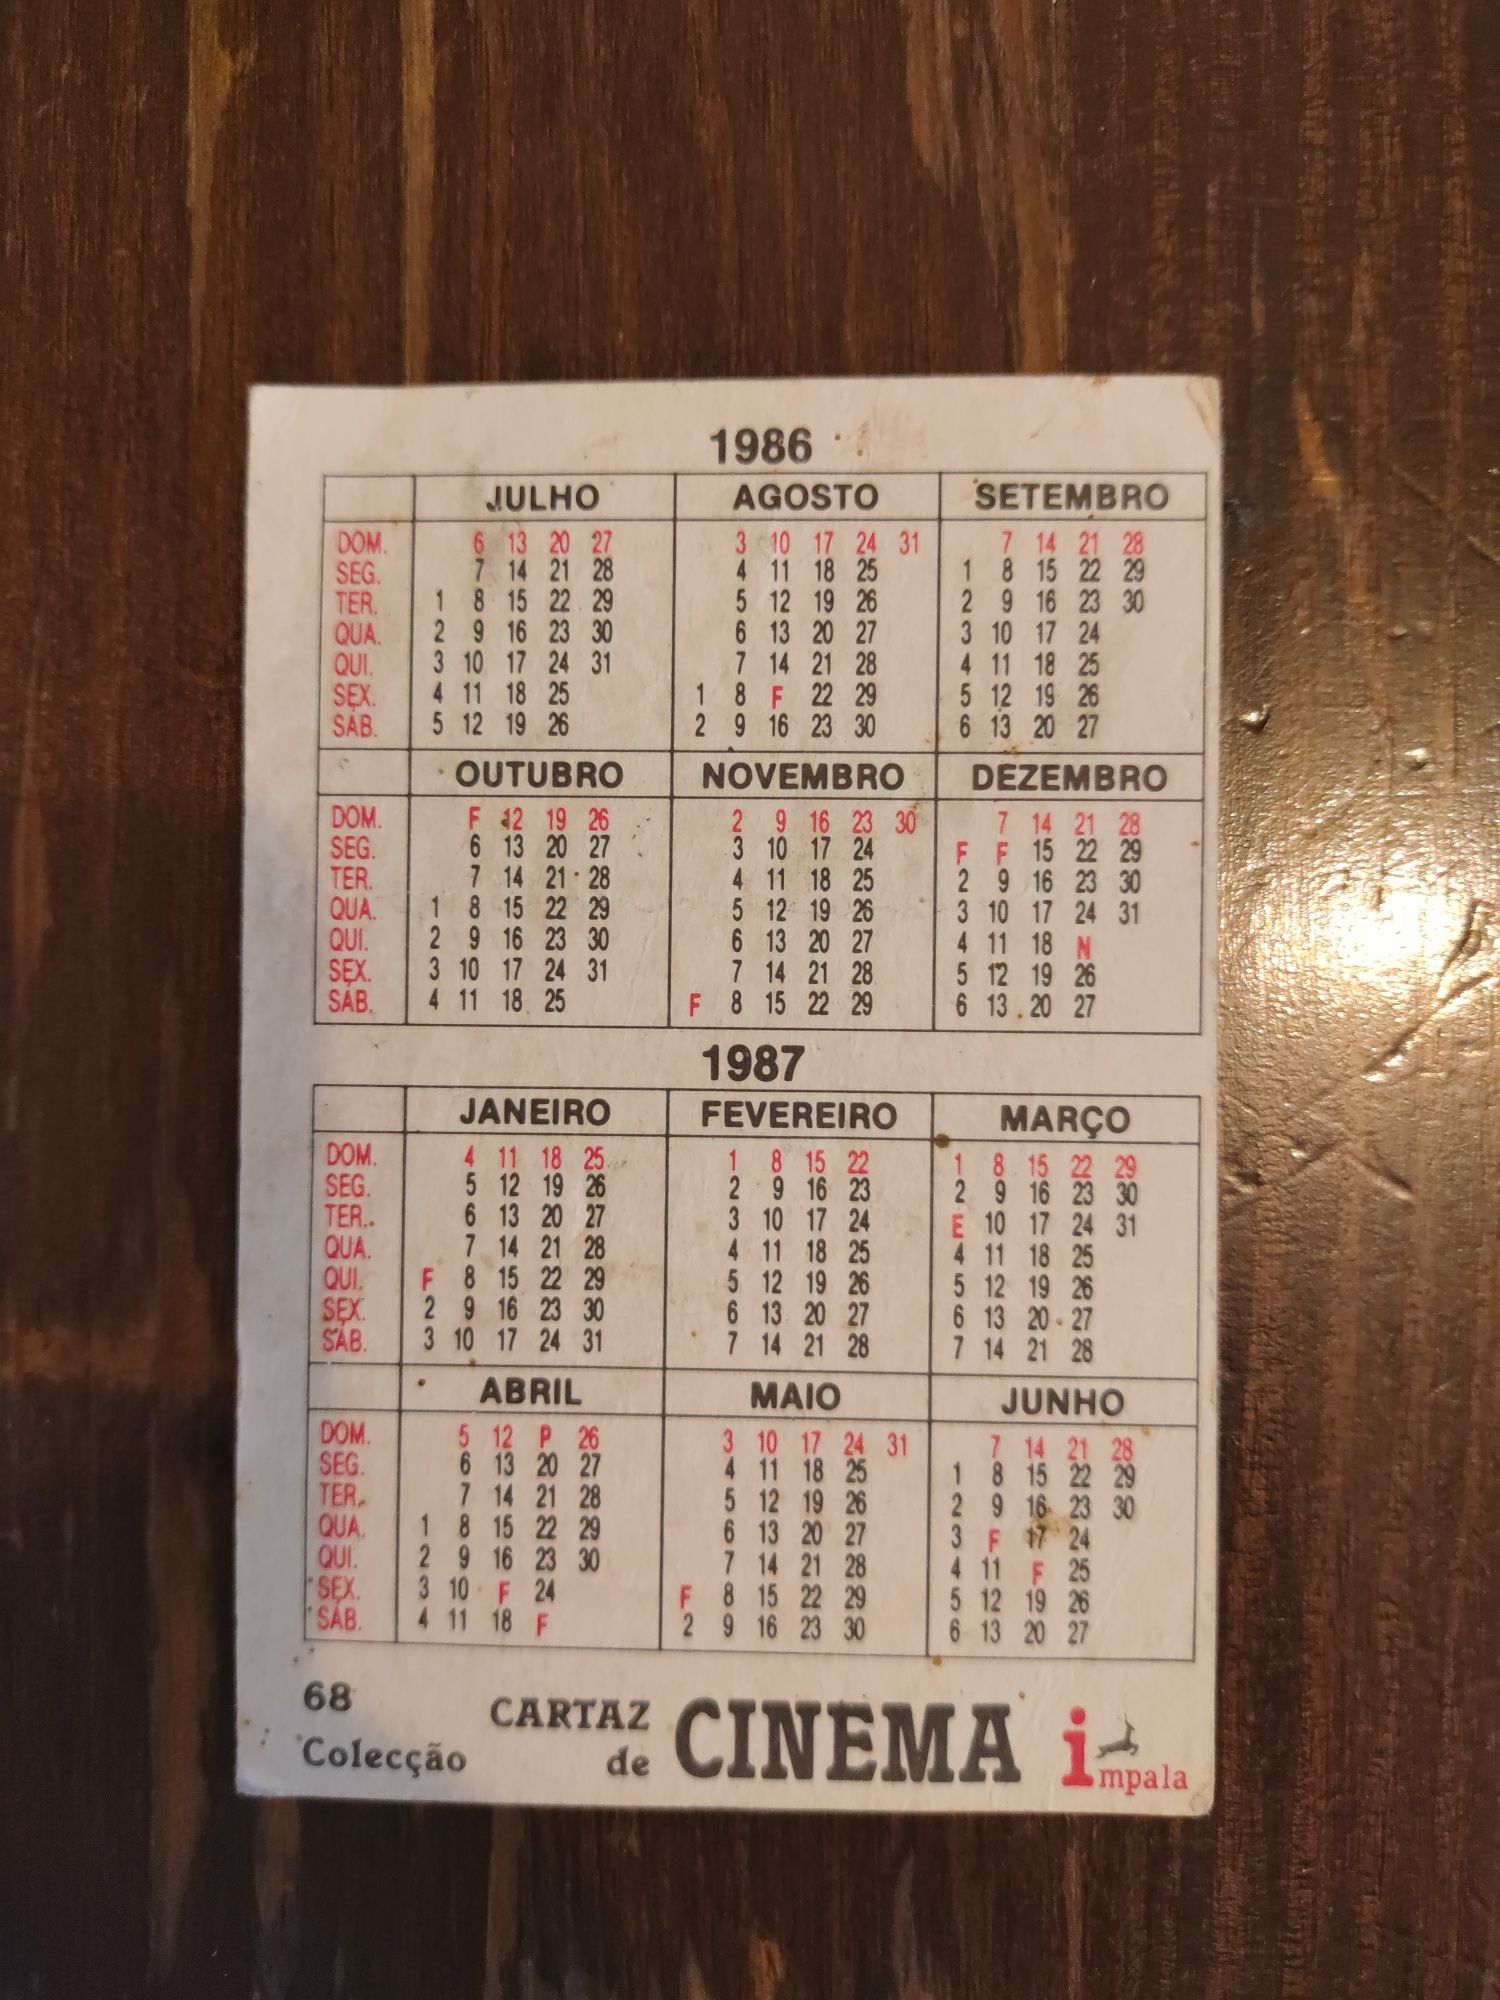 1986
JULHO AGOSTO SETEMBRO
DOM. 6 13 20 27 3 10 17 24 31 7 14 21 28
SEG. 7 14 21 28 4 11 18 25 1 8 15 22 29
TER. 1 8 15 22 29 5 12 19 26 2 9 16 23 30
QUA. 2 9 16 23 30 6 13 20 27 3 10 17 24
QUI. 3 10 17 24 31 7 14 21 28 4 11 18 25
SEX. 4 11 18 25 1 8 F 22 29 5 12 19 26
SÁB. 5 12 19 26 2 9 16 23 30 6 13 20 27
OUTUBRO NOVEMBRO DEZEMBRO
DOM. F 12 19 26 2 9 16 23 30 7 14 21 28
SEG. 6 13 20 27 3 10 17 24 F F 15 22 29
TER. 7 14 21 28 4 11 18 25 2 9 16 23 30
QUA. 1 8 15 22 29 5 12 19 26 3 10 17 24 31
QUI. 2 9 16 23 30 6 13 20 27 4 11 18 N
SEX. 3 10 17 24 31 7 14 21 28 5 12 19 26
SÁB. 4 11 18 25 F 8 15 22 29 6 13 20 27
1987
JANEIRO FEVEREIRO MARÇO
DOM. 4 11 18 25 1 8 15 22 1 8 15 22 29
SEG. 5 12 19 26 2 9 16 23 2 9 16 23 30
TER. 6 13 20 27 3 10 17 24 E 10 17 24 31
QUA. 7 14 21 28 4 11 18 25 4 11 18 25
QUI. F 8 15 22 29 5 12 19 26 5 12 19 26
SEX. 2 9 16 23 30 6 13 20 27 6 13 20 27
SÁB. 3 10 17 24 31 7 14 21 28 7 14 21 28
ABRIL MAIO JUNHO
DOM. 5 12 P 26 3 10 17 24 31 7 14 21 28
SEG. 6 13 20 27 4 11 18 25 1 8 15 22 29
TER. 7 14 21 28 5 12 19 26 2 9 16 23 30
QUA. 1 8 15 22 29 6 13 20 27 3 F 17 24
QUI. 2 9 16 23 30 7 14 21 28 4 11 F 25
SEX. 3 10 F 24 F 8 15 22 29 5 12 19 26
SÁB. 4 11 18 F 2 9 16 23 30 6 13 20 27
68
Colecção
CARTAZ
de
CINEMA
impala